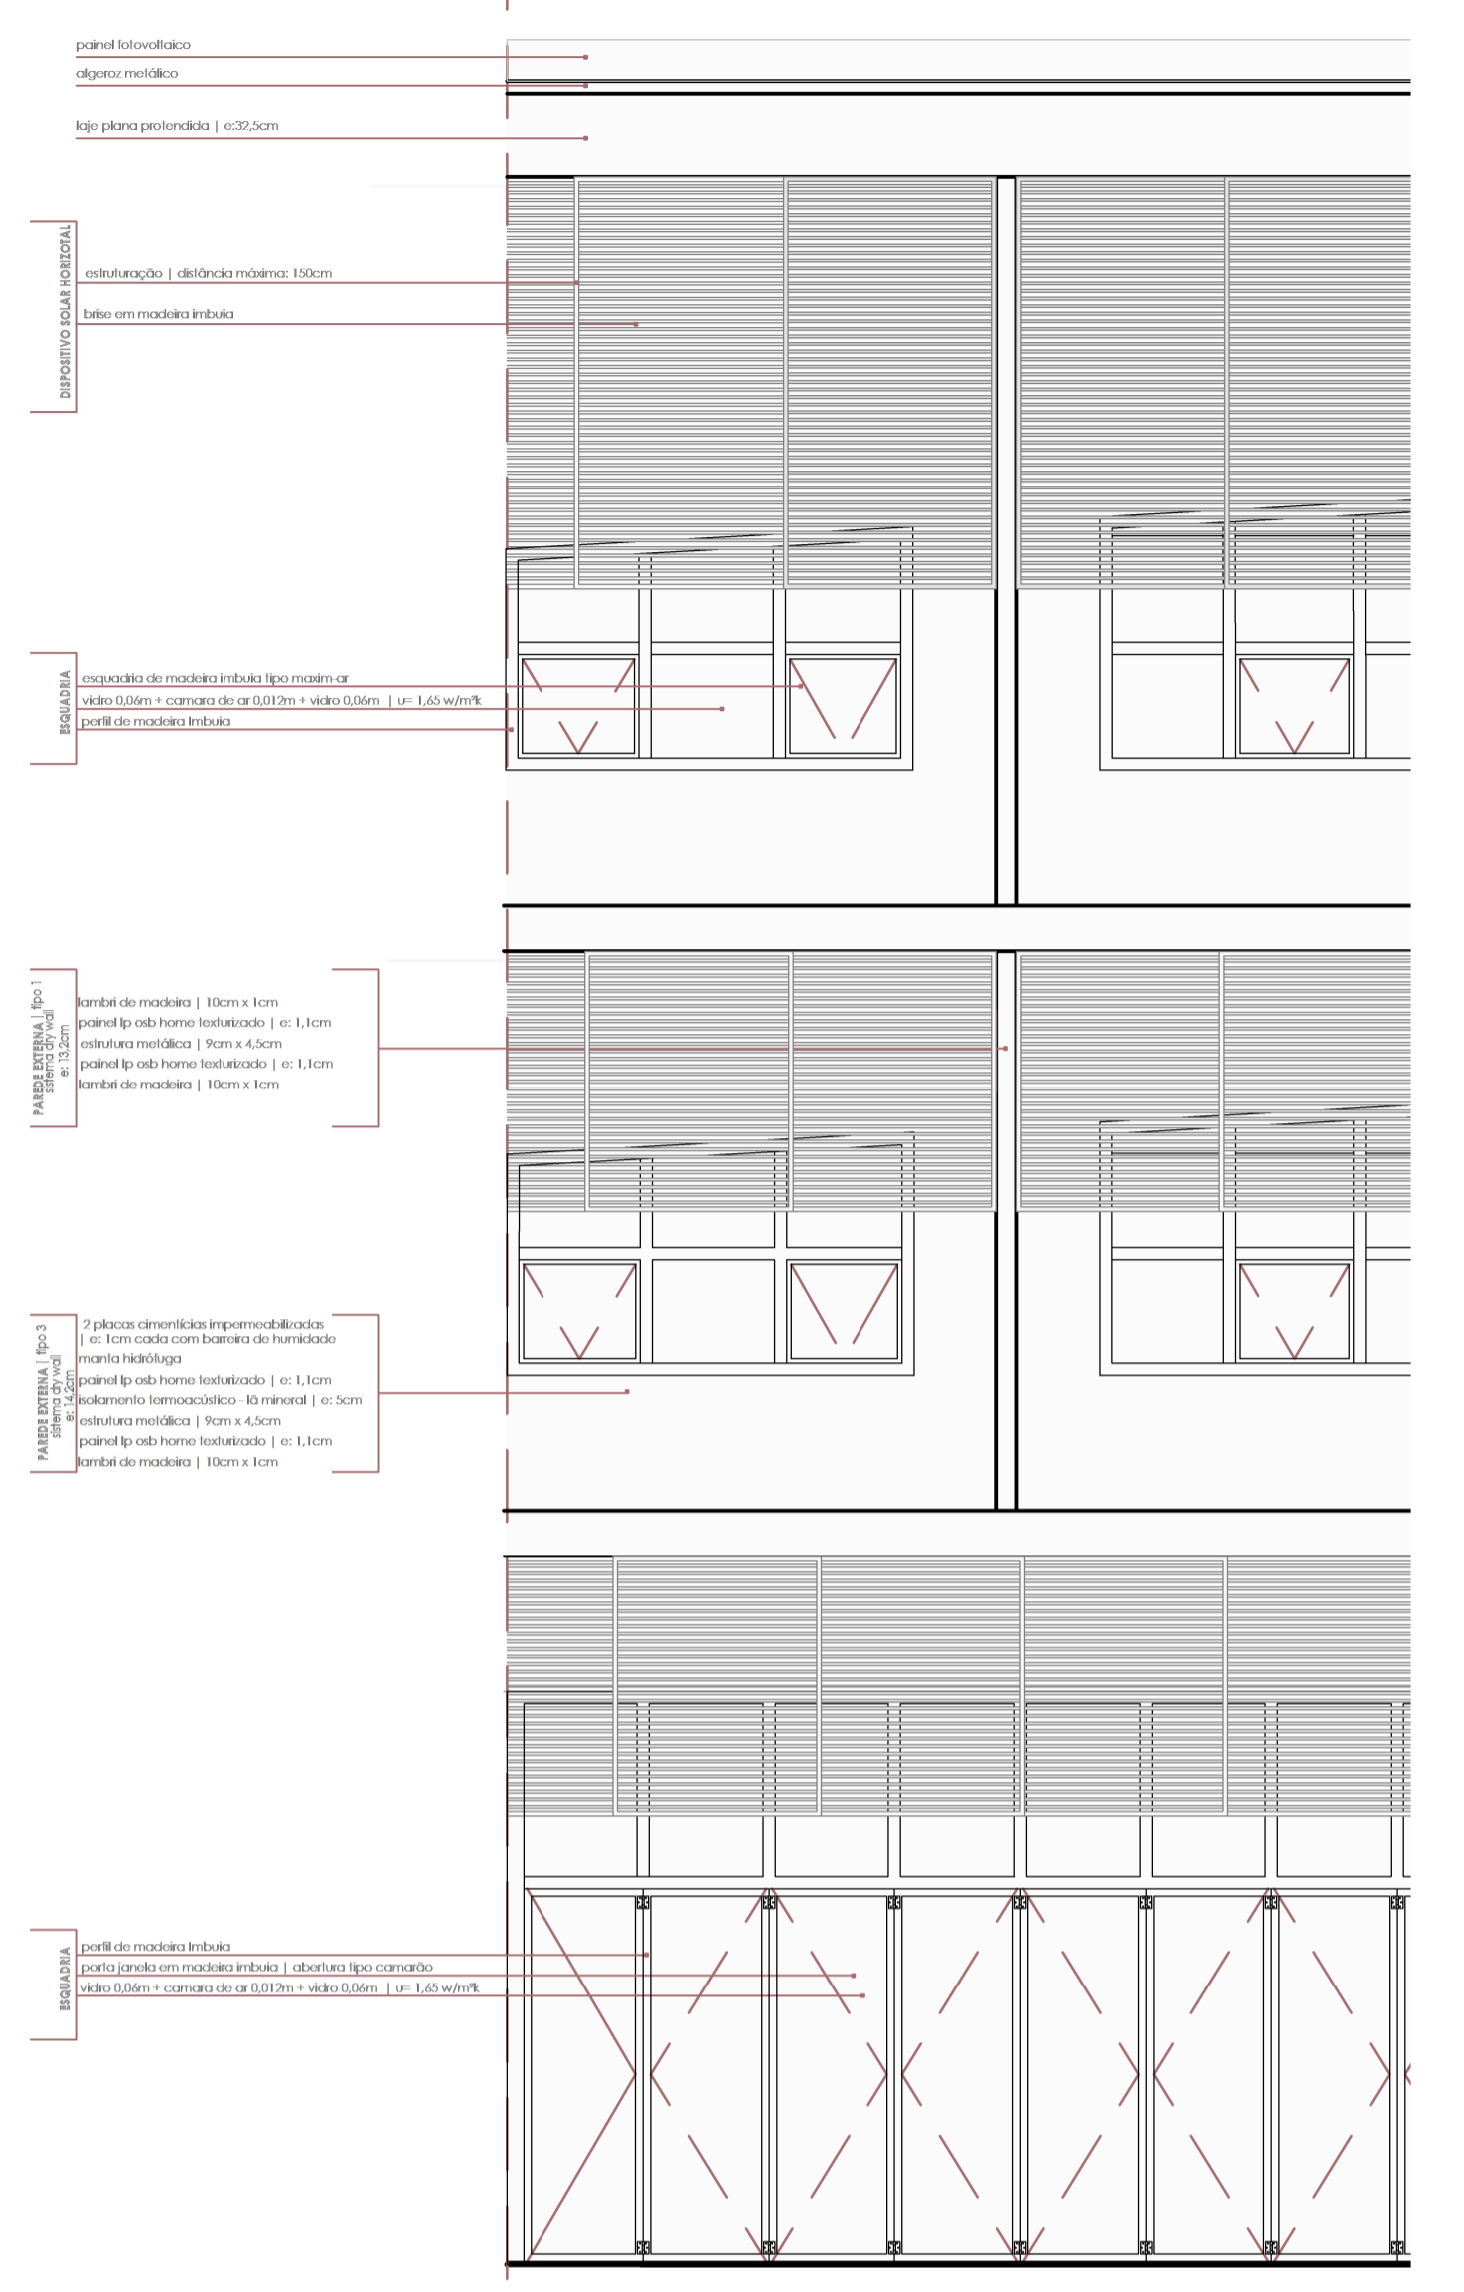 painel fotovoltaico
algeroz metálico
laje plana protendida | e:32,5cm
DISPOSITIVO SOLAR HORIZOTAL
estruturação | distância máxima: 150cm
brise em madeira imbuia
ESQUADRIA
esquadria de madeira imbuia tipo maxim-ar
vidro 0,06m + camara de ar 0,012m + vidro 0,06m | u= 1,65 w/m²k
perfil de madeira Imbuia
PAREDE EXTERNA | tipo 1
sistema dry wall
e: 13,2cm
lambri de madeira | 10cm x 1cm
painel lp osb home texturizado | e: 1,1cm
estrutura metálica | 9cm x 4,5cm
painel lp osb home texturizado | e: 1,1cm
lambri de madeira | 10cm x 1cm
PAREDE EXTERNA | tipo 3
sistema dry wall
e: 14,2cm
2 placas cimentícias impermeabilizadas
| e: 1cm cada com barreira de humidade
manta hidrófuga
painel lp osb home texturizado | e: 1,1cm
isolamento termoacústico - lã mineral | e: 5cm
estrutura metálica | 9cm x 4,5cm
painel lp osb home texturizado | e: 1,1cm
lambri de madeira | 10cm x 1cm
ESQUADRIA
perfil de madeira Imbuia
porta janela em madeira imbuia | abertura tipo camarão
vidro 0,06m + camara de ar 0,012m + vidro 0,06m | u= 1,65 w/m²k